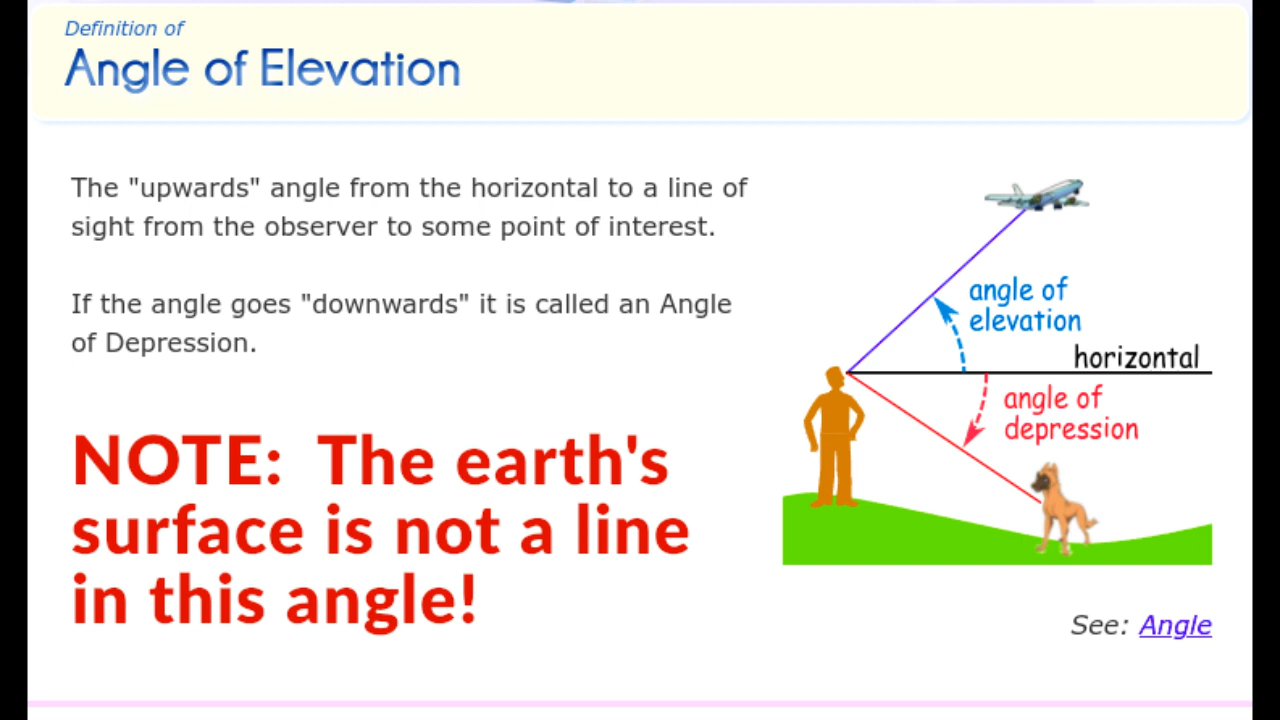 Definition of
Angle of Elevation
The "upwards" angle from the horizontal to a line of
sight from the observer to some point of interest.
If the angle goes "downwards" it is called an Angle
of Depression.
NOTE:  The earth's
surface is not a line
in this angle!
angle of
elevation
horizontal
angle of
depression
See: Angle